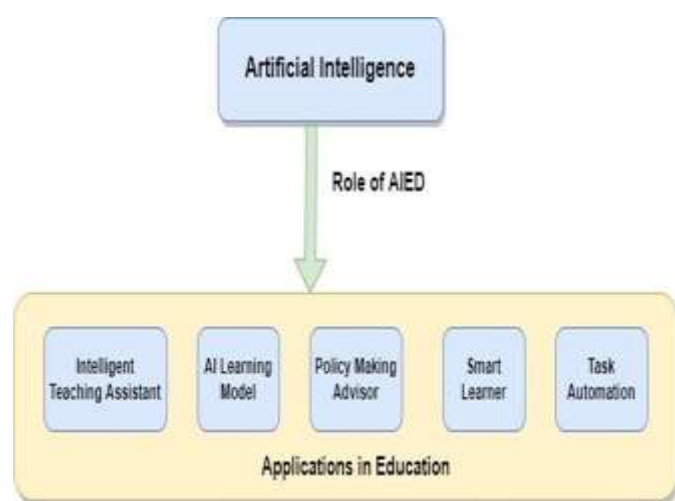 Artificial Intelligence
Role of AIED
Intelligent
Teaching Assistant
AI Learning
Model
Policy Making
Advisor
Smart
Learner
Task
Automation
Applications in Education